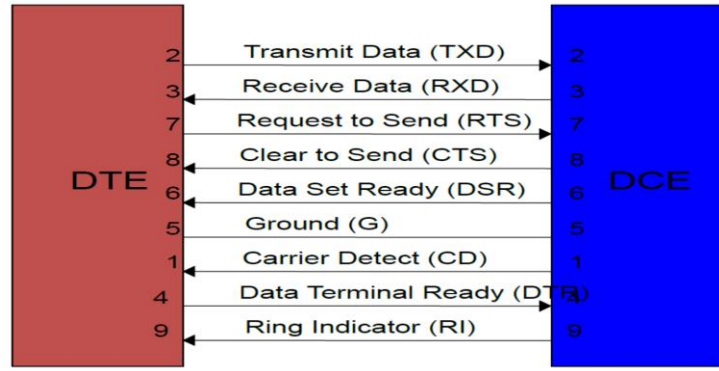 2 Transmit Data (TXD) 2
3 Receive Data (RXD) 3
7 Request to Send (RTS) 7
8 Clear to Send (CTS) 8
DTE DCE
6 Data Set Ready (DSR) 6
5 Ground (G) 5
1 Carrier Detect (CD) 1
4 Data Terminal Ready (DTR) 4
9 Ring Indicator (RI) 9